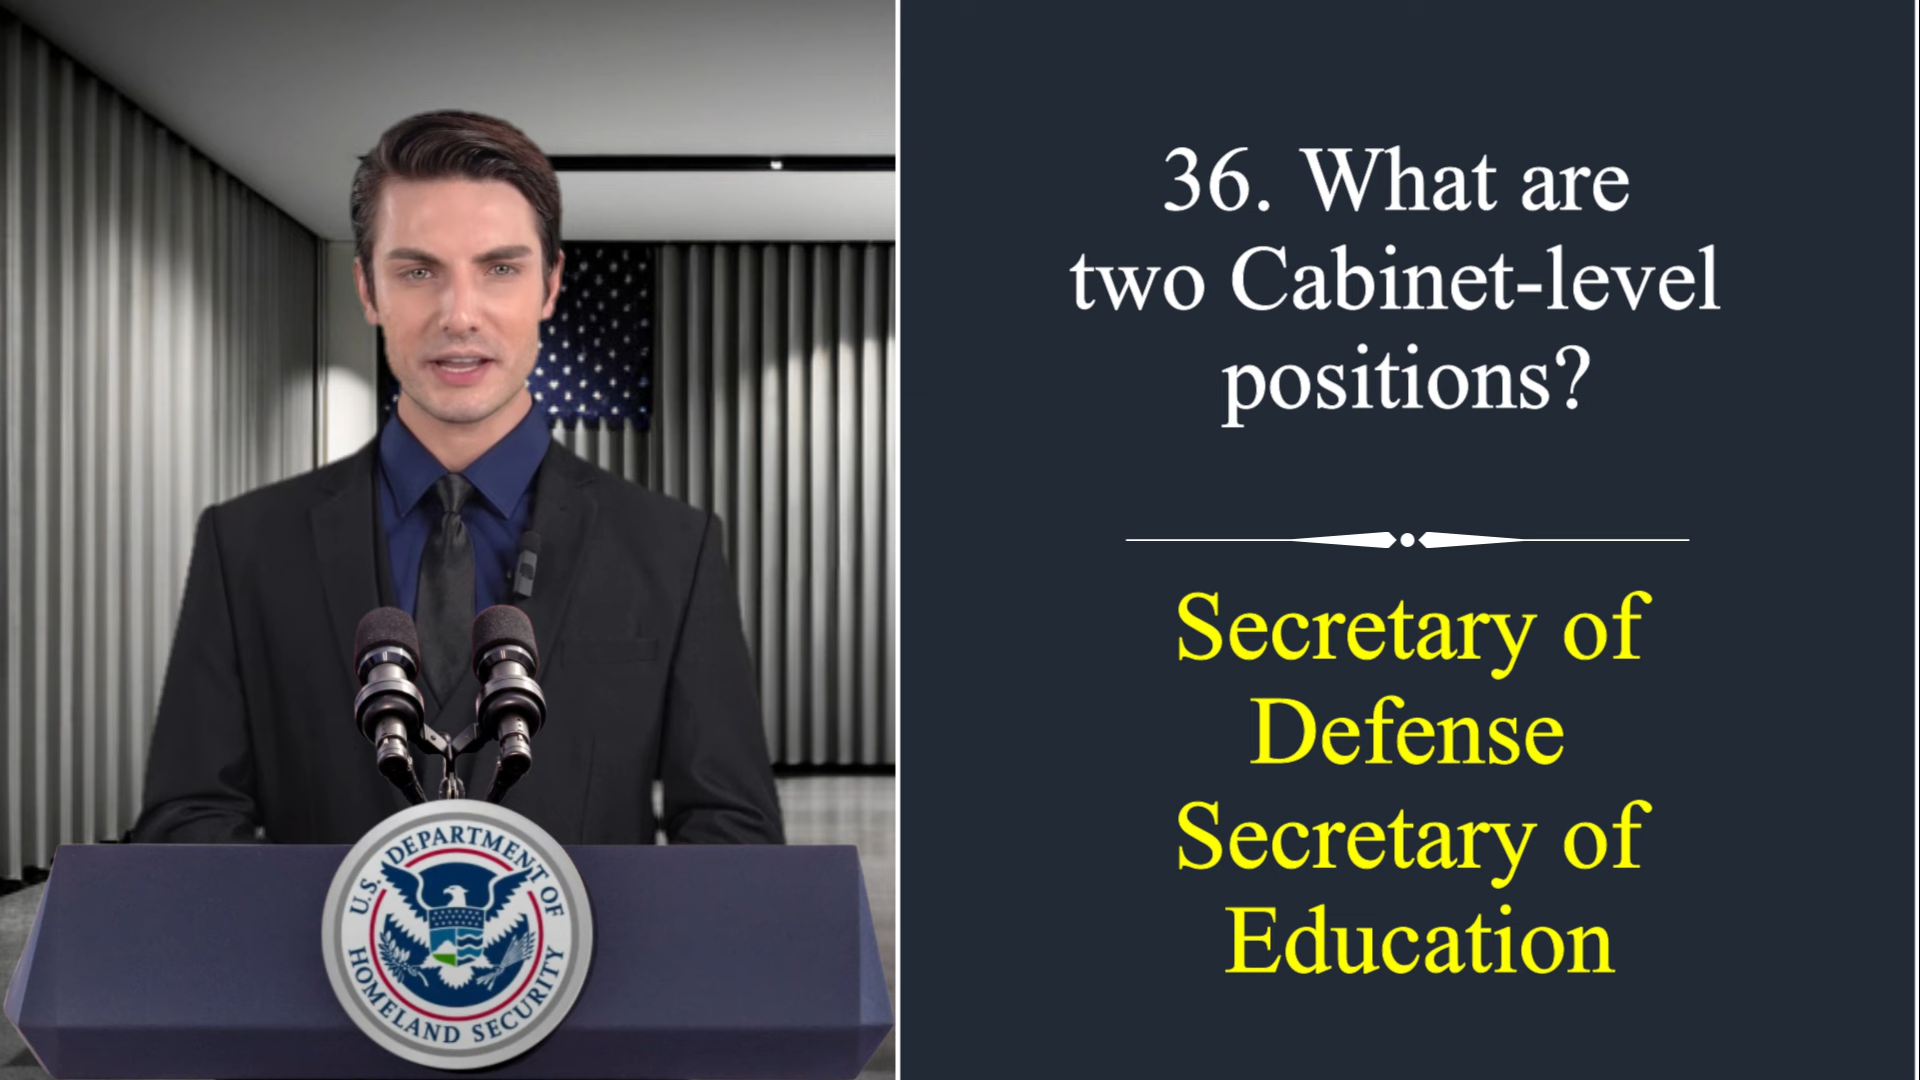 36. What are
two Cabinet-level
positions?
Secretary of
Defense
Secretary of
Education
U.S. DEPARTMENT OF
HOMELAND SECURITY